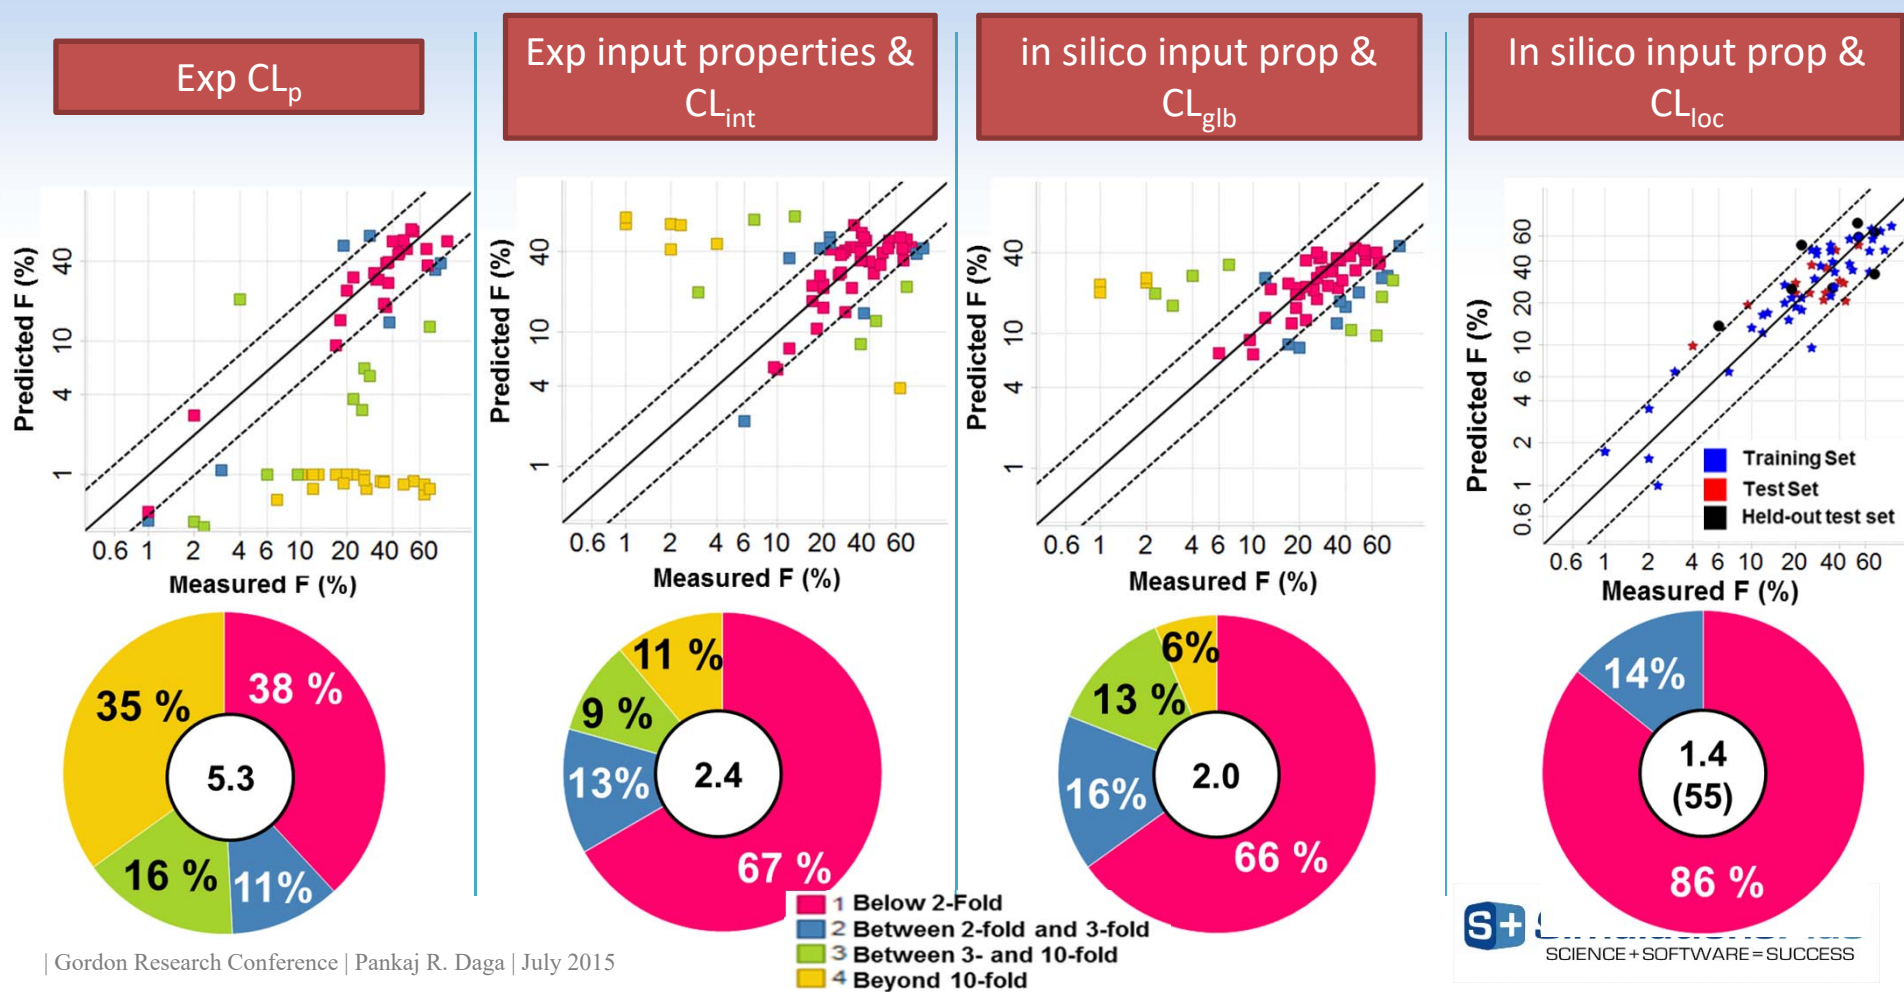 Exp CLp
Exp input properties &
CLint
in silico input prop &
CLglb
In silico input prop &
CLloc
Predicted F (%)
40
10
4
1
0.6 1 2 4 6 10 20 40 60
Measured F (%)
Predicted F (%)
40
10
4
1
0.6 1 2 4 6 10 20 40 60
Measured F (%)
Predicted F (%)
40
10
4
1
0.6 1 2 4 6 10 20 40 60
Measured F (%)
Predicted F (%)
60
40
20
10
6
4
2
1
0.6
Training Set
Test Set
Held-out test set
0.6 1 2 4 6 10 20 40 60
Measured F (%)
35 %
38 %
5.3
16 %
11%
11 %
9 %
13%
2.4
67 %
6%
13 %
16%
2.0
66 %
14%
1.4
(55)
86 %
1 Below 2-Fold
2 Between 2-fold and 3-fold
3 Between 3- and 10-fold
4 Beyond 10-fold
| Gordon Research Conference | Pankaj R. Daga | July 2015
S+
SCIENCE+SOFTWARE=SUCCESS